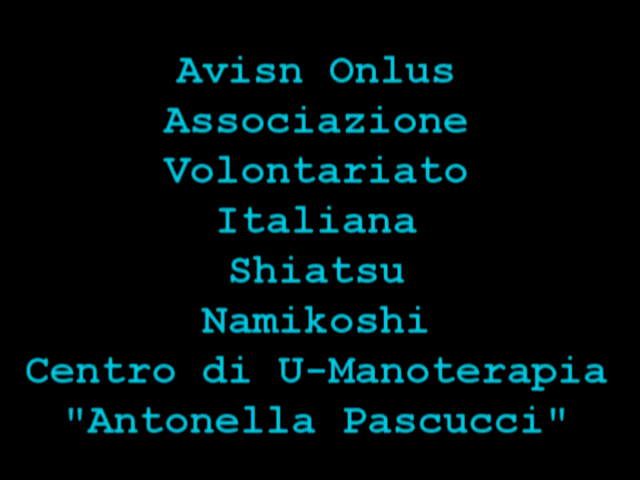 Avisn Onlus
Associazione
Volontariato
Italiana
Shiatsu
Namikoshi
Centro di U-Manoterapia
"Antonella Pascucci"